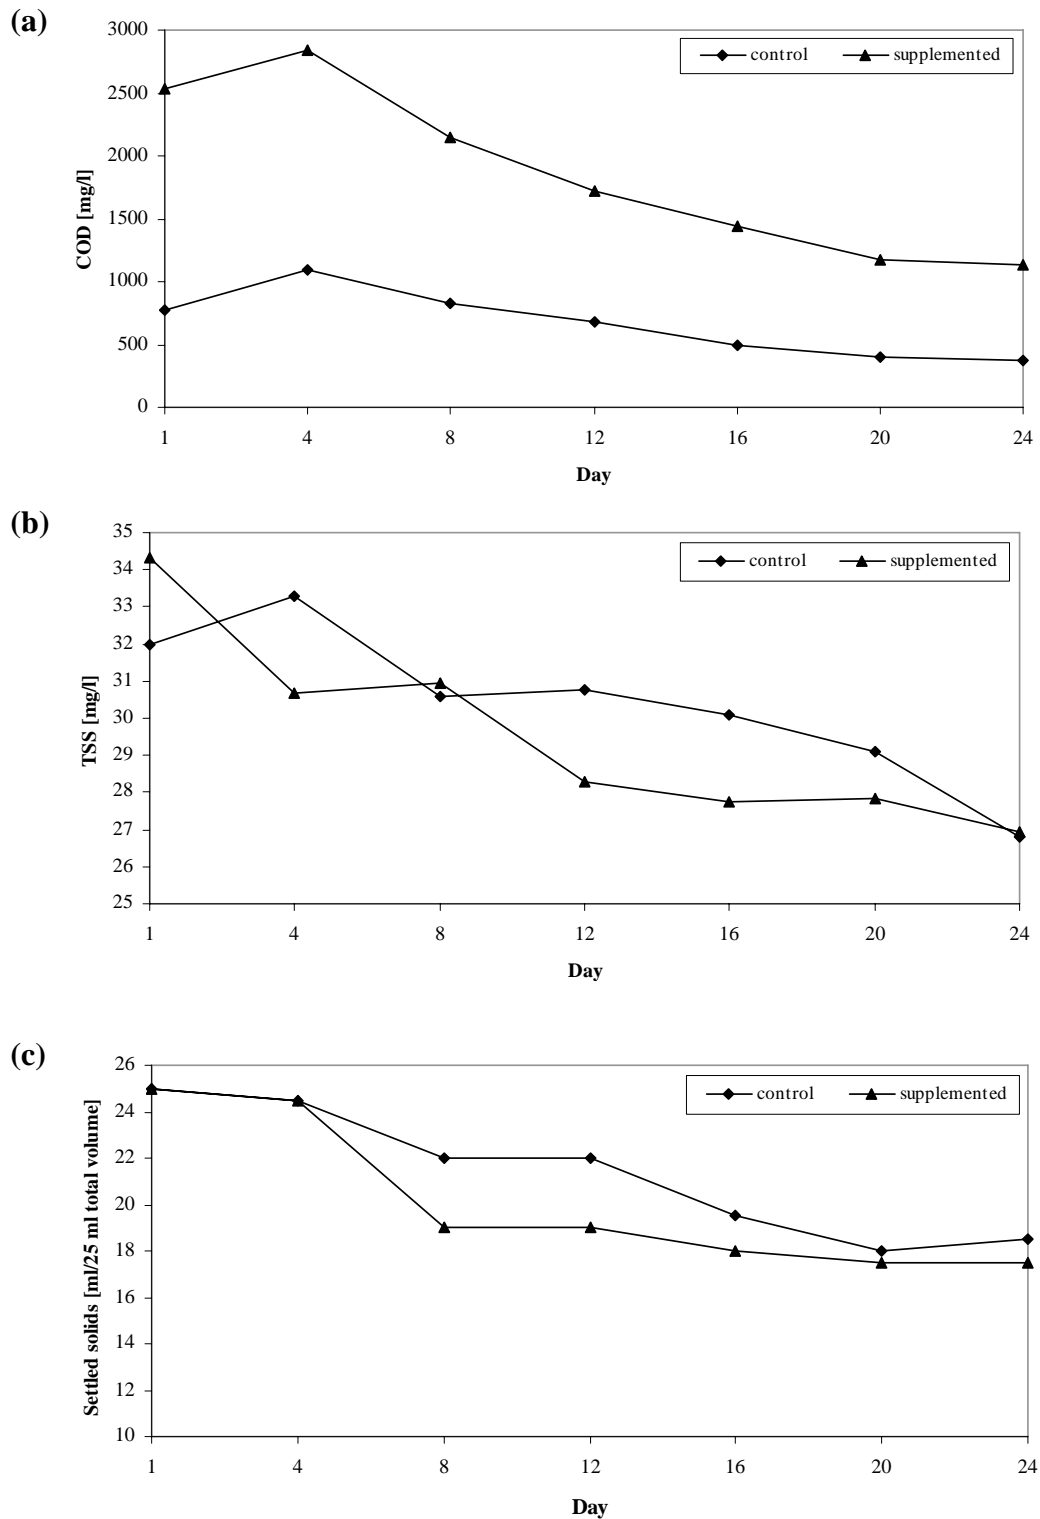 (a)
3000
2500
2000
1500
1000
500
0
COD [mg/l]
control supplemented
1 4 8 12 16 20 24
Day
(b)
35
34
33
32
31
30
29
28
27
26
25
TSS [mg/l]
control supplemented
1 4 8 12 16 20 24
Day
(c)
26
24
22
20
18
16
14
12
10
Settled solids [ml/25 ml total volume]
control supplemented
1 4 8 12 16 20 24
Day